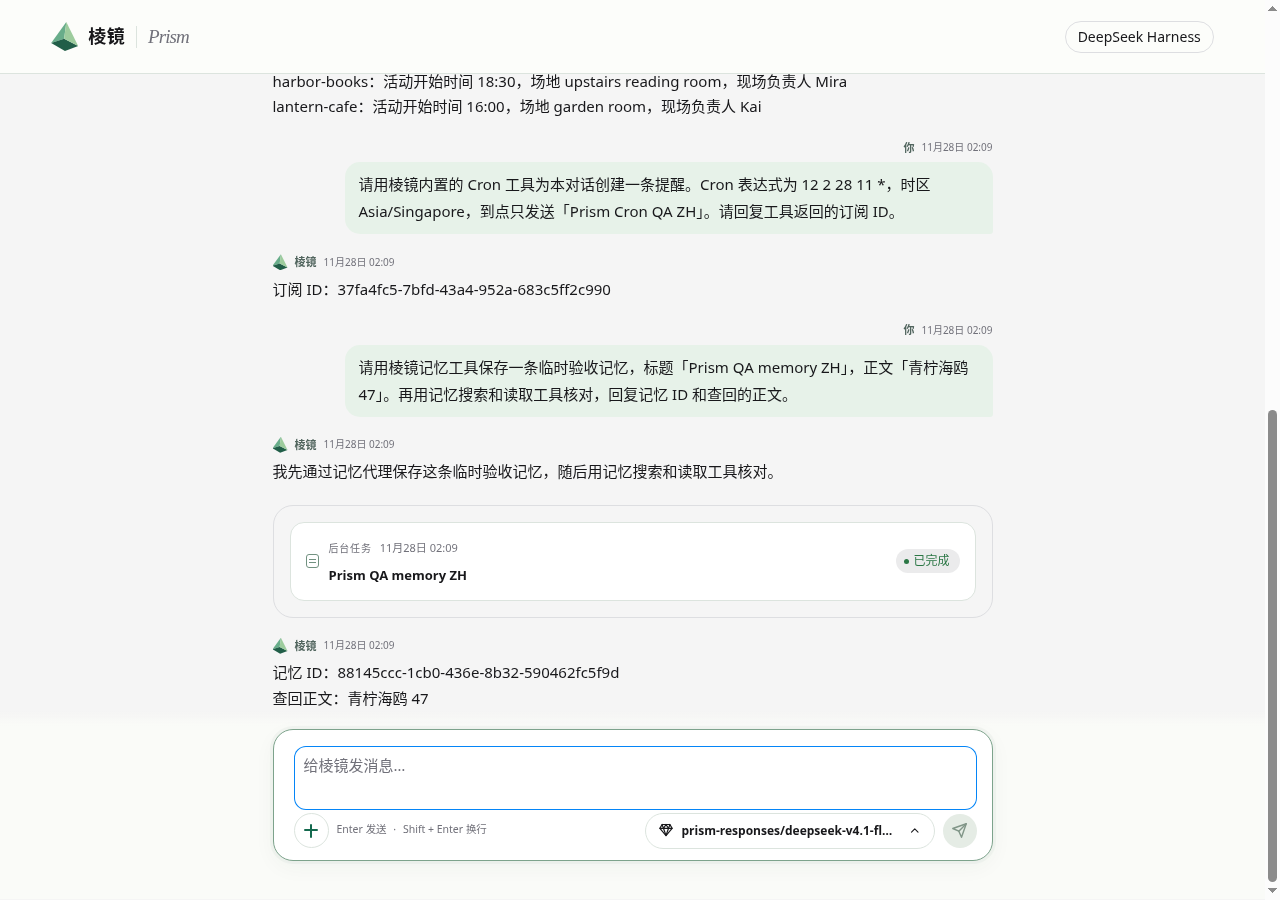 棱镜 Prism DeepSeek Harness
harbor-books：活动开始时间 18:30，场地 upstairs reading room，现场负责人 Mira
lantern-cafe：活动开始时间 16:00，场地 garden room，现场负责人 Kai
你 11月28日 02:09
请用棱镜内置的 Cron 工具为本对话创建一条提醒。Cron 表达式为 12 2 28 11 *，时区
Asia/Singapore，到点只发送「Prism Cron QA ZH」。请回复工具返回的订阅 ID。
棱镜 11月28日 02:09
订阅 ID：37fa4fc5-7bfd-43a4-952a-683c5ff2c990
你 11月28日 02:09
请用棱镜记忆工具保存一条临时验收记忆，标题「Prism QA memory ZH」，正文「青柠海鸥
47」。再用记忆搜索和读取工具核对，回复记忆 ID 和查回的正文。
棱镜 11月28日 02:09
我先通过记忆代理保存这条临时验收记忆，随后用记忆搜索和读取工具核对。
后台任务 11月28日 02:09
Prism QA memory ZH
已完成
棱镜 11月28日 02:09
记忆 ID：88145ccc-1cb0-436e-8b32-590462fc5f9d
查回正文：青柠海鸥 47
给棱镜发消息...
Enter 发送 · Shift + Enter 换行
prism-responses/deepseek-v4.1-fl...